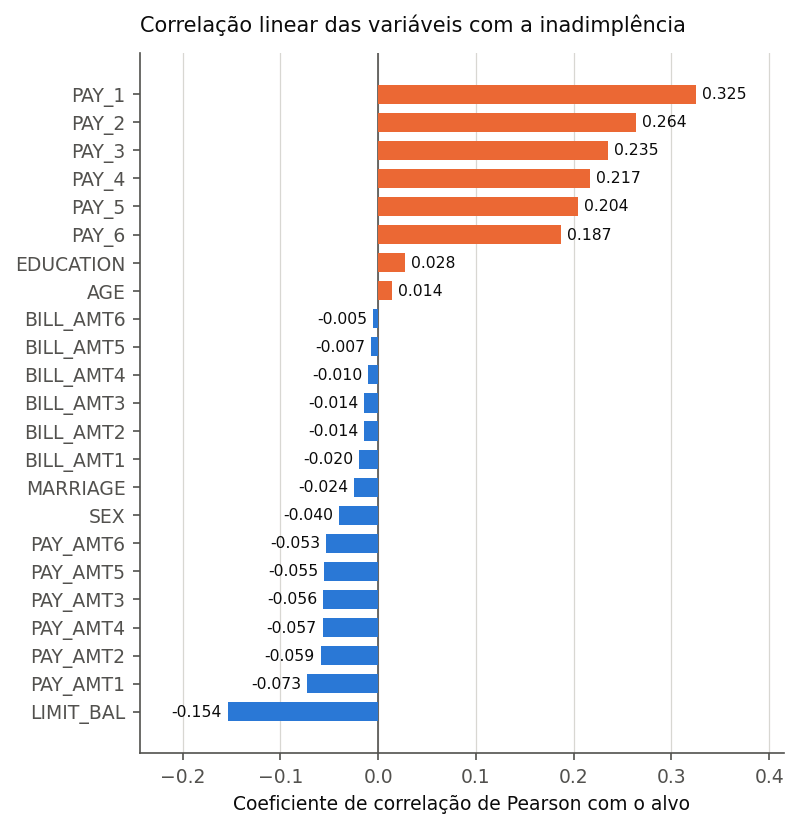 Correlação linear das variáveis com a inadimplência
PAY_1 0.325
PAY_2 0.264
PAY_3 0.235
PAY_4 0.217
PAY_5 0.204
PAY_6 0.187
EDUCATION 0.028
AGE 0.014
BILL_AMT6 -0.005
BILL_AMT5 -0.007
BILL_AMT4 -0.010
BILL_AMT3 -0.014
BILL_AMT2 -0.014
BILL_AMT1 -0.020
MARRIAGE -0.024
SEX -0.040
PAY_AMT6 -0.053
PAY_AMT5 -0.055
PAY_AMT3 -0.056
PAY_AMT4 -0.057
PAY_AMT2 -0.059
PAY_AMT1 -0.073
LIMIT_BAL -0.154
−0.2 −0.1 0.0 0.1 0.2 0.3 0.4
Coeficiente de correlação de Pearson com o alvo